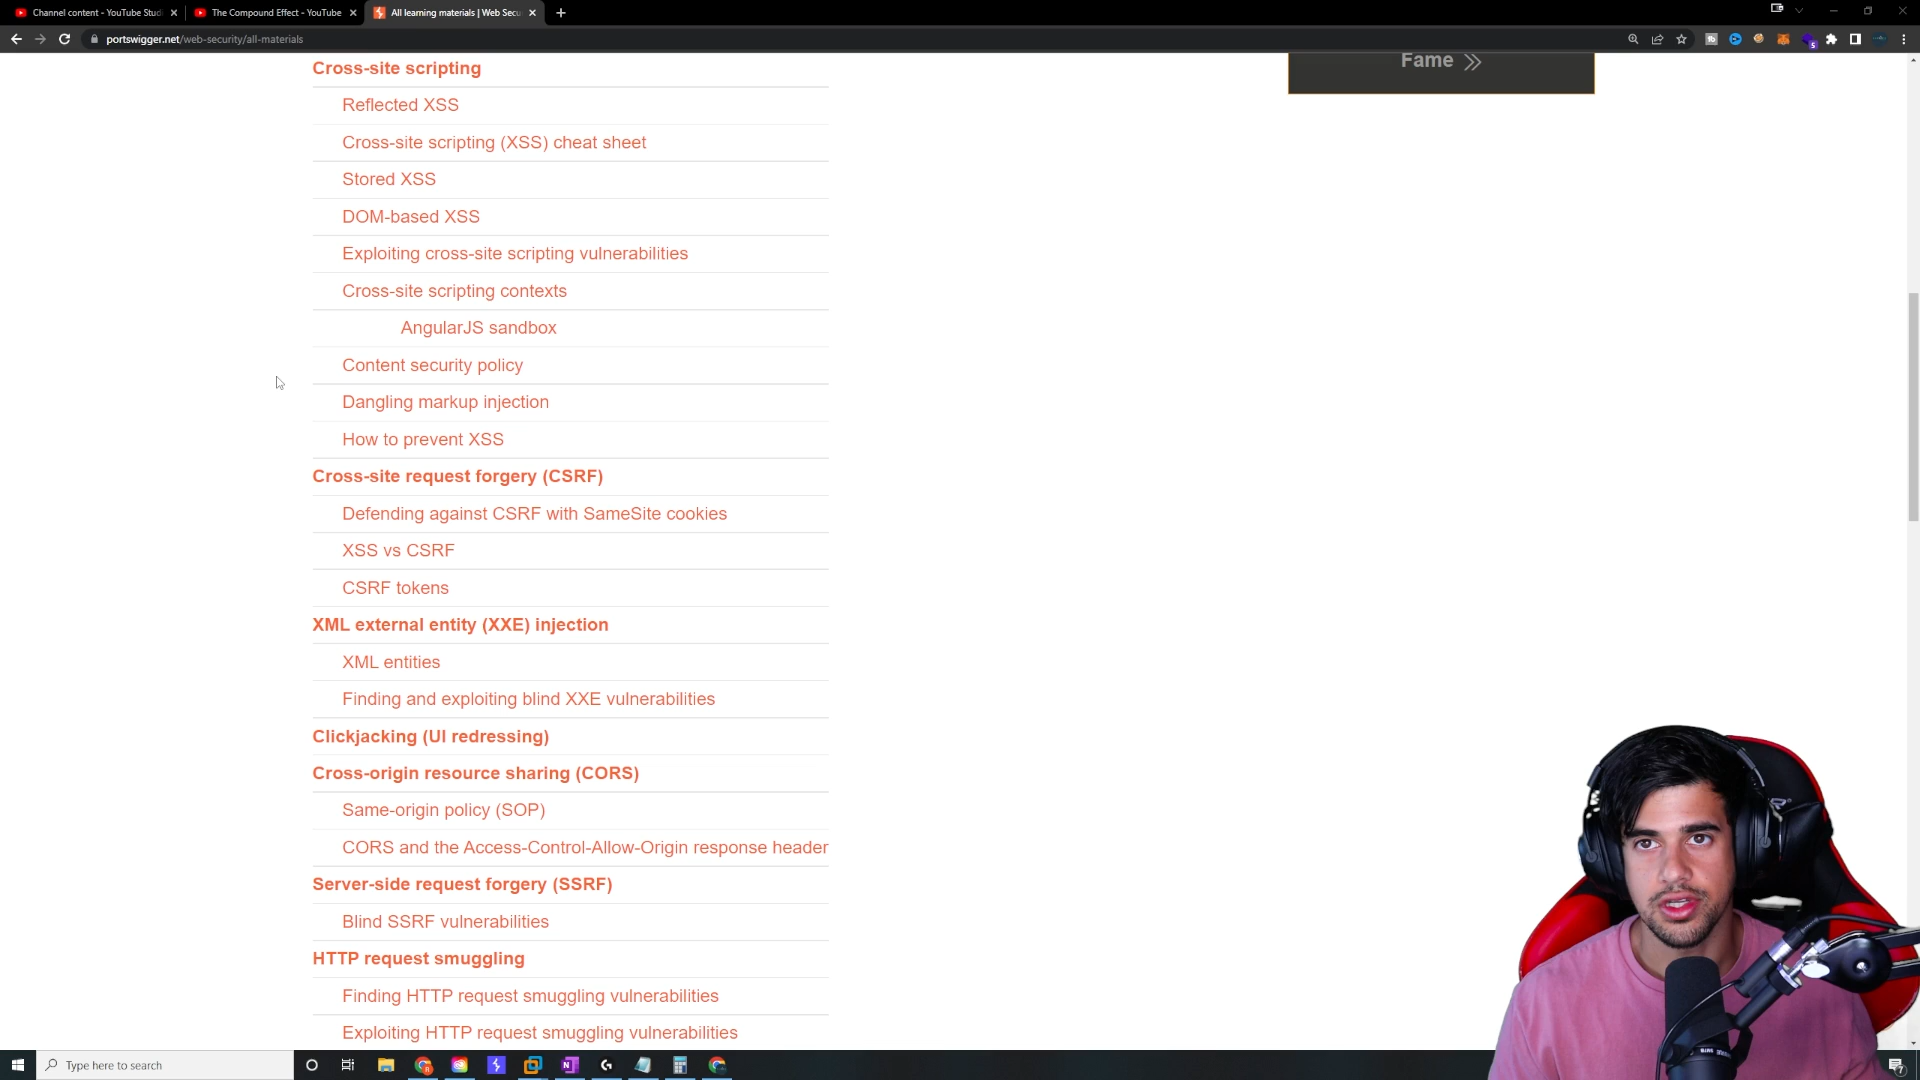 Channel content - YouTube Stud
The Compound Effect - YouTube
All learning materials | Web Secu
portswigger.net/web-security/all-materials
Fame
Cross-site scripting
Reflected XSS
Cross-site scripting (XSS) cheat sheet
Stored XSS
DOM-based XSS
Exploiting cross-site scripting vulnerabilities
Cross-site scripting contexts
AngularJS sandbox
Content security policy
Dangling markup injection
How to prevent XSS
Cross-site request forgery (CSRF)
Defending against CSRF with SameSite cookies
XSS vs CSRF
CSRF tokens
XML external entity (XXE) injection
XML entities
Finding and exploiting blind XXE vulnerabilities
Clickjacking (UI redressing)
Cross-origin resource sharing (CORS)
Same-origin policy (SOP)
CORS and the Access-Control-Allow-Origin response header
Server-side request forgery (SSRF)
Blind SSRF vulnerabilities
HTTP request smuggling
Finding HTTP request smuggling vulnerabilities
Exploiting HTTP request smuggling vulnerabilities
Type here to search